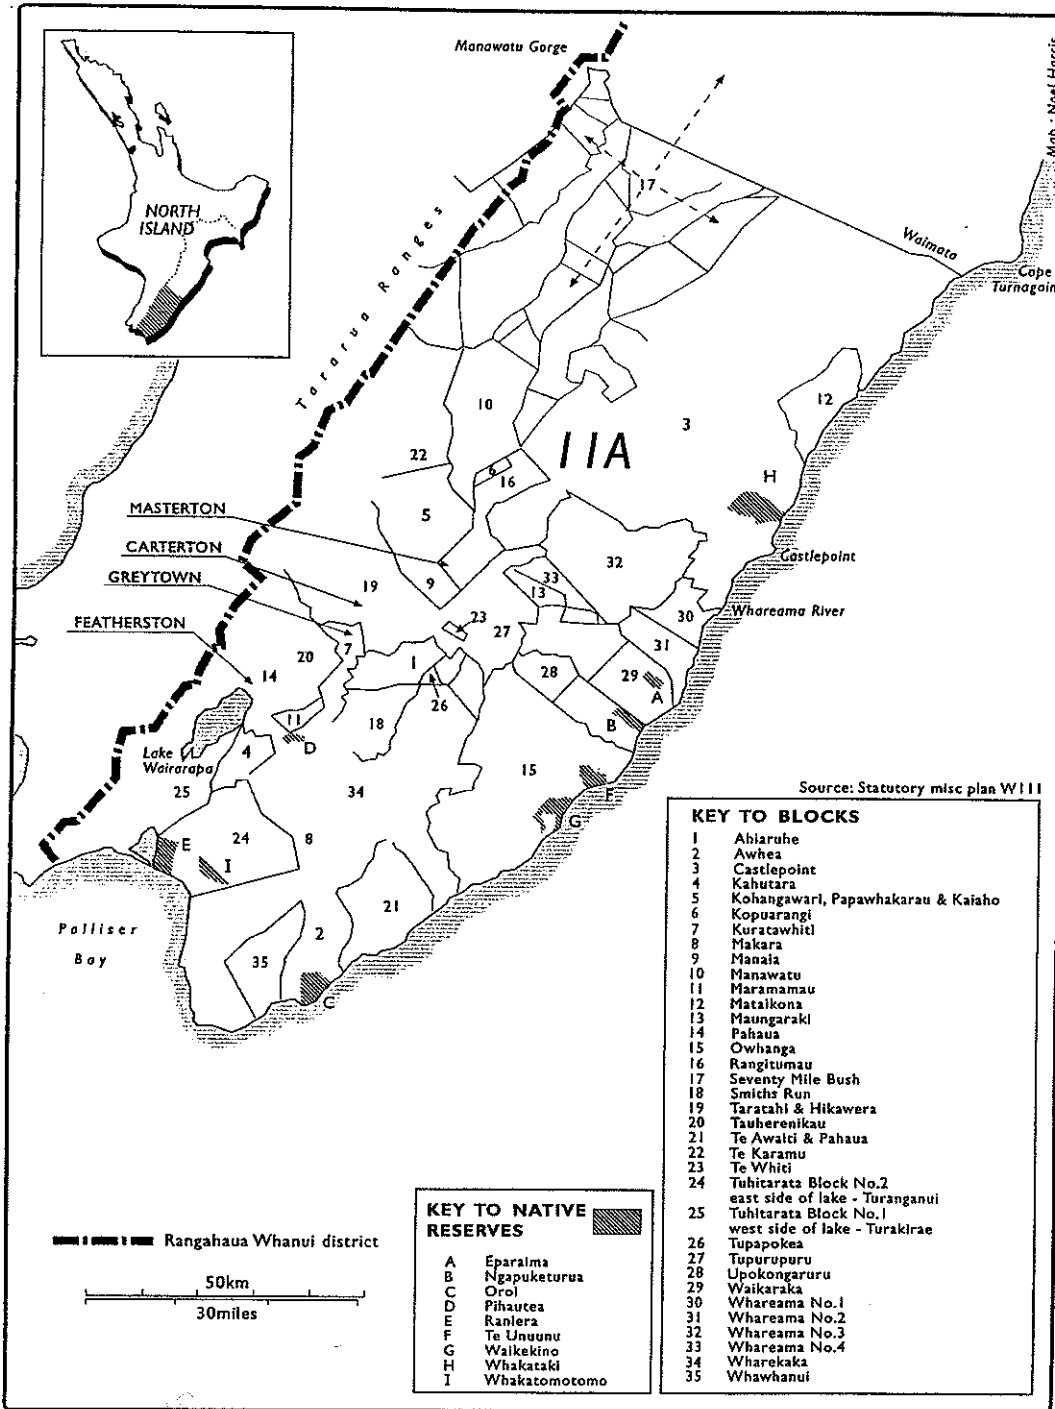 Manawatu Gorge
Map : Noel Harris
NORTH
ISLAND
Tararua Ranges
17
Waimata
Cape
Turnagain
12
10
3
22
IIA
H
6
16
MASTERTON
5
CARTERTON
32
Castlepoint
GREYTOWN
19
9
33
13
30
Whareama River
FEATHERSTON
23
27
7
20
31
1
28
29
14
A
26
B
11
18
D
Lake
Wairarapa
4
15
25
34
F
G
E
24
8
I
21
Palliser
Bay
2
35
C
Source: Statutory misc plan W111
KEY TO BLOCKS
1 Ahiaruhe
2 Awhea
3 Castlepoint
4 Kahutara
5 Kohangawari, Papawhakarau & Kaiaho
6 Kopuarangi
7 Kuratawhiti
8 Makara
9 Manaia
10 Manawatu
11 Maramamau
12 Mataikona
13 Maungaraki
14 Pahaua
15 Owhanga
16 Rangitumau
17 Seventy Mile Bush
18 Smiths Run
19 Taratahi & Hikawera
20 Tauherenikau
21 Te Awaiti & Pahaua
22 Te Karamu
23 Te Whiti
24 Tuhitarata Block No.2
east side of lake - Turanganui
25 Tuhitarata Block No.1
west side of lake - Turakirae
26 Tupapokea
27 Tupurupuru
28 Upokongaruru
29 Waikaraka
30 Whareama No.1
31 Whareama No.2
32 Whareama No.3
33 Whareama No.4
34 Wharekaka
35 Whawhanui
KEY TO NATIVE
RESERVES
A Eparaima
B Ngapuketurua
C Oroi
D Pihautea
E Raniera
F Te Unuunu
G Waikekino
H Whakataki
I Whakatomotomo
Rangahaua Whanui district
50km
30miles